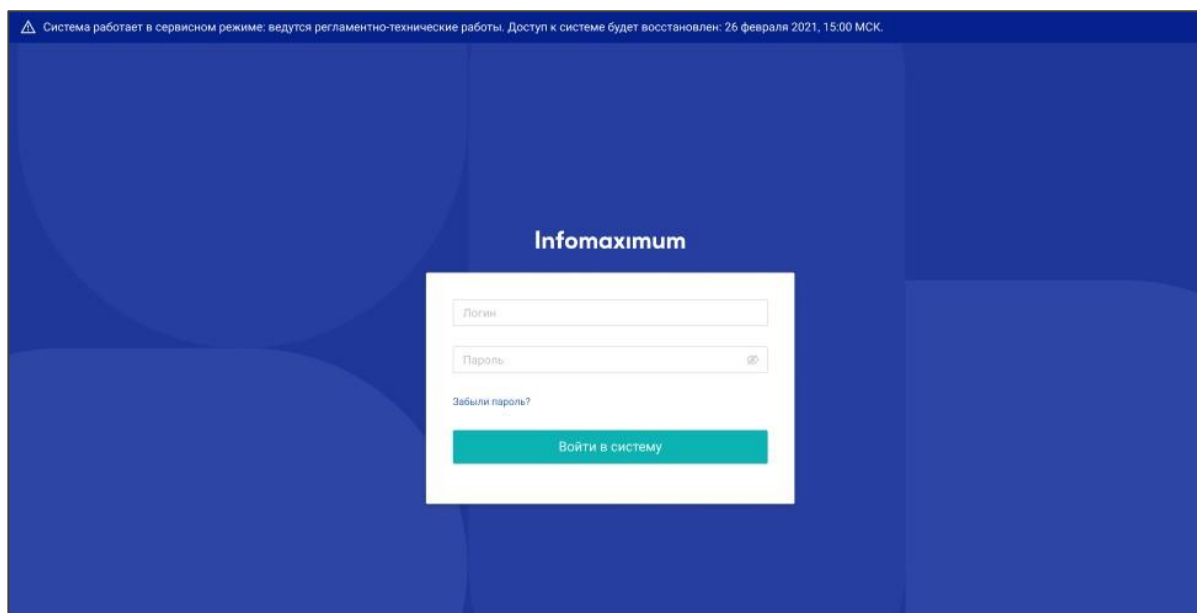 Система работает в сервисном режиме: ведутся регламентно-технические работы. Доступ к системе будет восстановлен: 26 февраля 2021, 15:00 МСК.
Infomaximum
Логин
Пароль
Забыли пароль?
Войти в систему